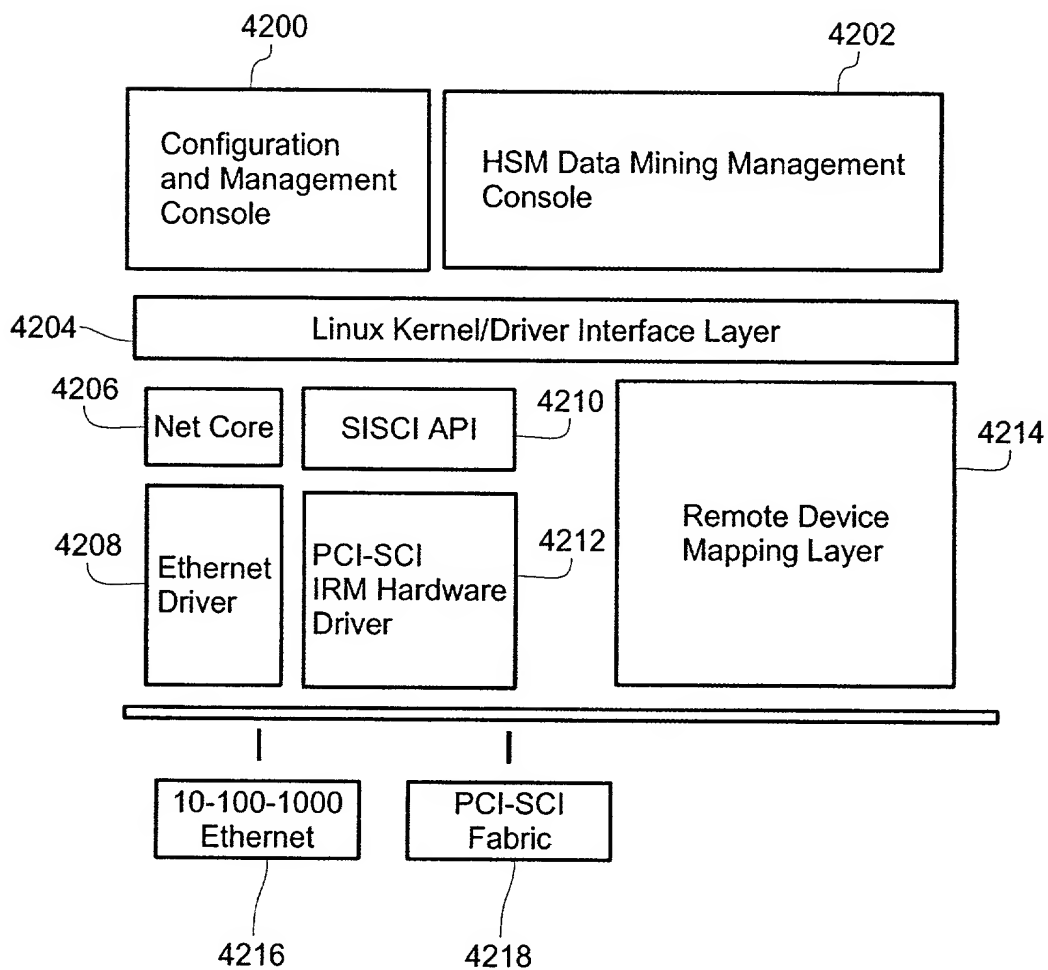 4200
4202
Configuration
and Management
Console
HSM Data Mining Management
Console
4204
Linux Kernel/Driver Interface Layer
4206
Net Core
SISCI API
4210
4214
4208
Ethernet
Driver
PCI-SCI
IRM Hardware
Driver
4212
Remote Device
Mapping Layer
10-100-1000
Ethernet
PCI-SCI
Fabric
4216
4218